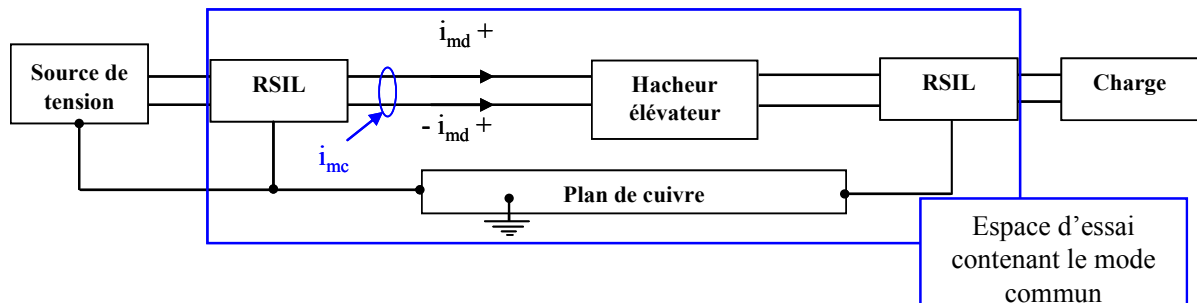 i_md +
Source de
tension
RSIL
Hacheur
élévateur
RSIL
Charge
- i_md +
i_mc
Plan de cuivre
Espace d'essai
contenant le mode
commun